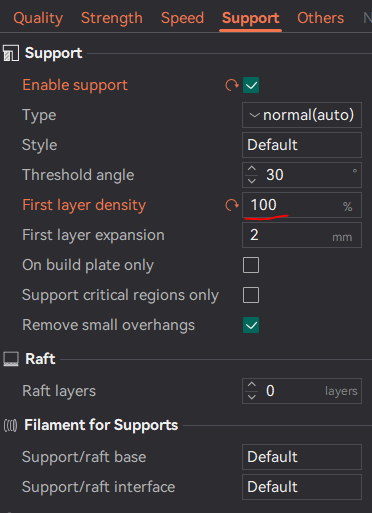 Quality Strength Speed Support Others N
Support
Enable support
Type normal(auto)
Style Default
Threshold angle 30 °
First layer density 100 %
First layer expansion 2 mm
On build plate only
Support critical regions only
Remove small overhangs
Raft
Raft layers 0 layers
Filament for Supports
Support/raft base Default
Support/raft interface Default